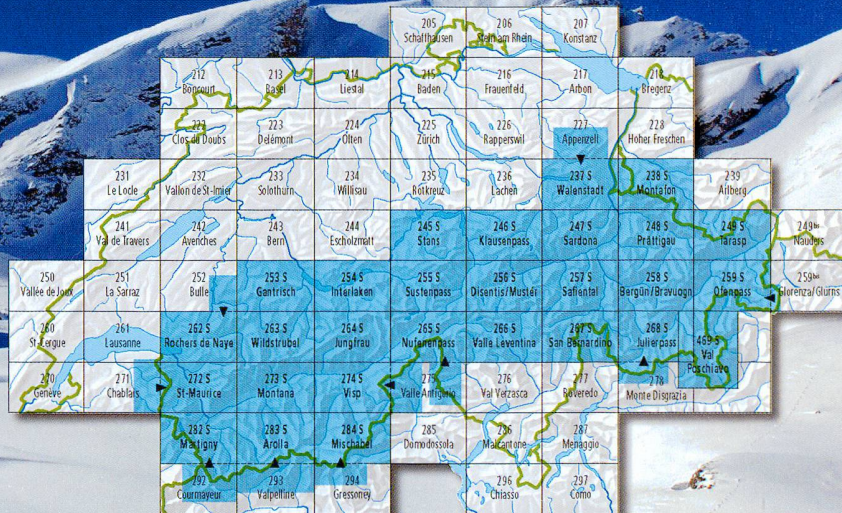 205
Schaffhausen
206
Stein am Rhein
207
Konstanz
212
Boncourt
213
Basel
214
Liestal
215
Baden
216
Frauenfeld
217
Arbon
218
Bregenz
222
Clos du Doubs
223
Delémont
224
Olten
225
Zürich
226
Rapperswil
227
Appenzell
228
Hoher Freschen
231
Le Locle
232
Vallon de St-Imier
233
Solothurn
234
Willisau
235
Rotkreuz
236
Lachen
237 S
Walenstadt
238 S
Montafon
239
Arlberg
241
Val de Travers
242
Avenches
243
Bern
244
Escholzmatt
245 S
Stans
246 S
Klausenpass
247 S
Sardona
248 S
Prättigau
249 S
Tarasp
249 bis
Nauders
250
Vallée de Joux
251
La Sarraz
252
Bulle
253 S
Gantrisch
254 S
Interlaken
255 S
Sustenpass
256 S
Disentis/Mustér
257 S
Safiental
258 S
Bergün/Bravuogn
259 S
Ofenpass
259 bis
Glorenza/Glurns
260
St-Cergue
261
Lausanne
262 S
Rochers de Naye
263 S
Wildstrubel
264 S
Jungfrau
265 S
Nufenenpass
266 S
Valle Leventina
267 S
San Bernardino
268 S
Julierpass
469 S
Val
Poschiavo
270
Genève
271
Chablais
272 S
St-Maurice
273 S
Montana
274 S
Visp
275
Valle Antigorio
276
Val Verzasca
277
Roveredo
278
Monte Disgrazia
282 S
Martigny
283 S
Arolla
284 S
Mischabel
285
Domodossola
286
Malcantone
287
Menaggio
292
Courmayeur
293
Valpelline
294
Gressoney
296
Chiasso
297
Como